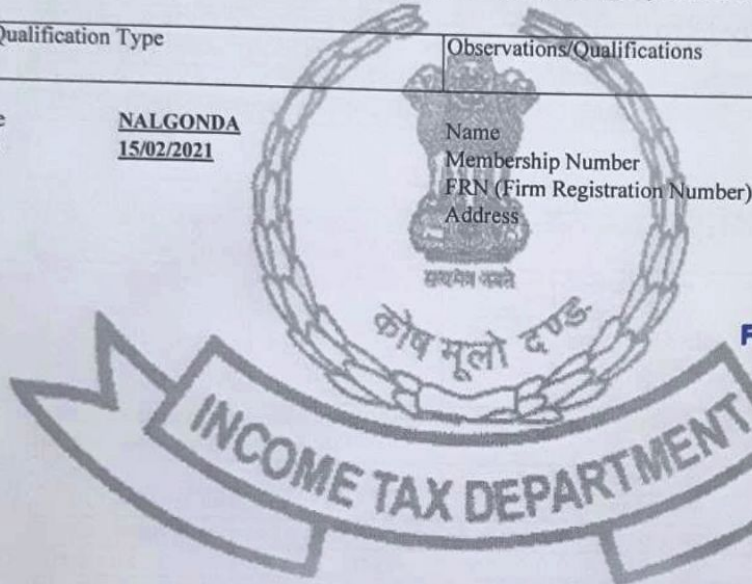 Qualification Type Observations/Qualifications
NALGONDA
15/02/2021
Name
Membership Number
FRN (Firm Registration Number)
Address
सत्यमेव जयते
कोष मूलो दण्ड
INCOME TAX DEPARTMENT